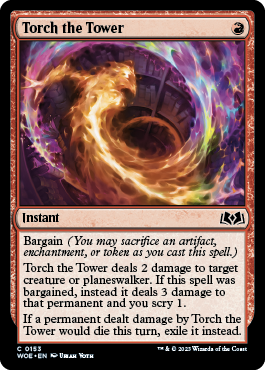 Torch the Tower
Instant
Bargain (You may sacrifice an artifact,
enchantment, or token as you cast this spell.)
Torch the Tower deals 2 damage to target
creature or planeswalker. If this spell was
bargained, instead it deals 3 damage to
that permanent and you scry 1.
If a permanent dealt damage by Torch the
Tower would die this turn, exile it instead.
C 0153
WOE • EN Uriah Voth
™ & © 2023 Wizards of the Coast